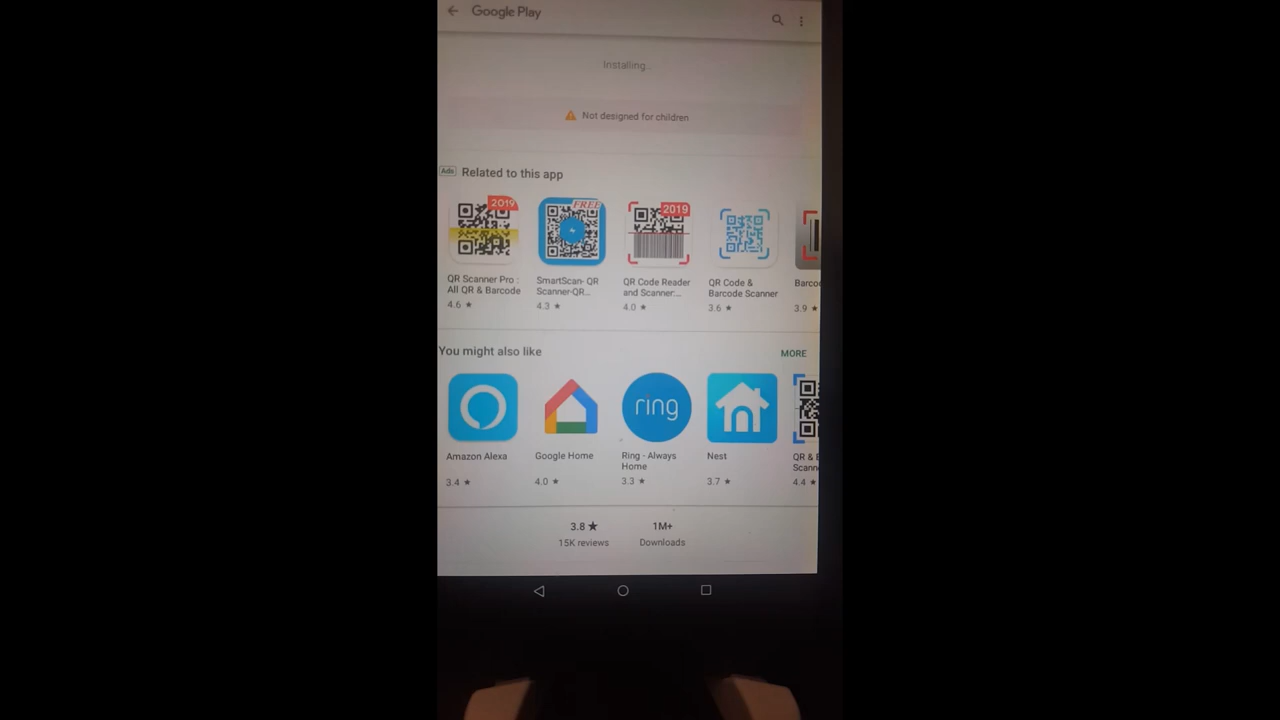 Google Play
Installing...
Not designed for children
Ads Related to this app
2019
FREE
2019
QR Scanner Pro :
All QR & Barcode
4.6 ★
SmartScan- QR
Scanner-QR...
4.3 ★
QR Code Reader
and Scanner:...
4.0 ★
QR Code &
Barcode Scanner
3.6 ★
Barco
3.9 ★
You might also like
MORE
ring
Amazon Alexa
3.4 ★
Google Home
4.0 ★
Ring - Always
Home
3.3 ★
Nest
3.7 ★
QR &
Scann
4.4 ★
3.8 ★
15K reviews
1M+
Downloads